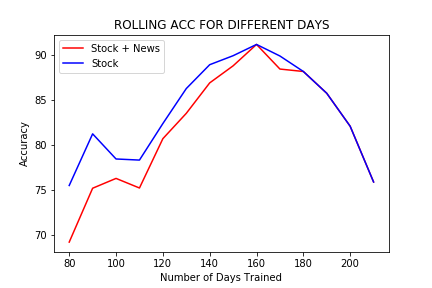 ROLLING ACC FOR DIFFERENT DAYS
Stock + News
Stock
Accuracy
90
85
80
75
70
80 100 120 140 160 180 200
Number of Days Trained